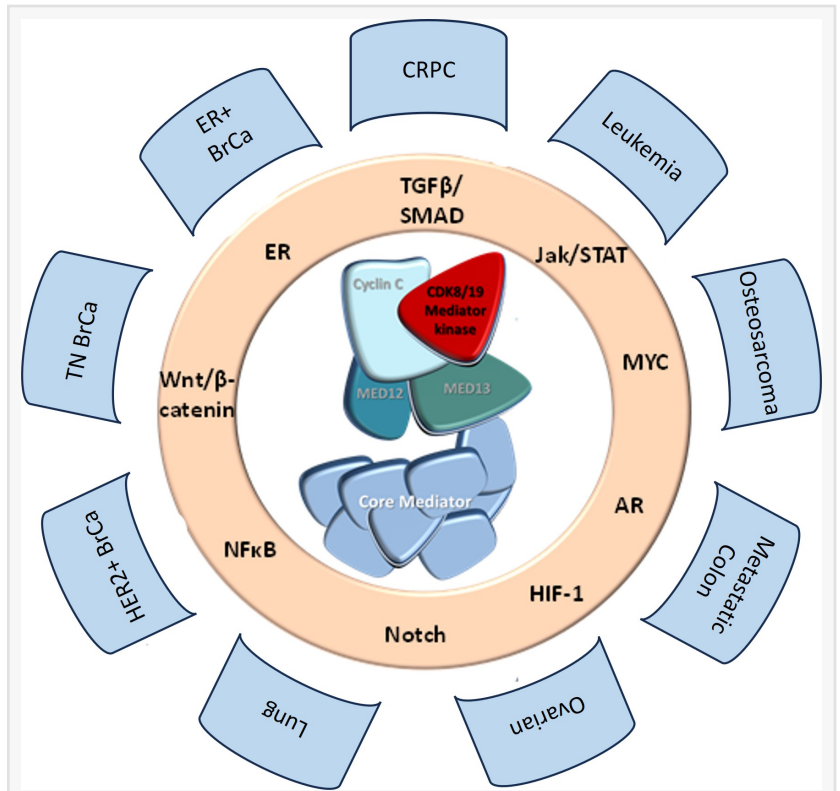 CRPC
Leukemia
Osteosarcoma
Metastatic
Colon
Ovarian
Lung
HER2+ BrCa
TN BrCa
ER+
BrCa
TGFβ/
SMAD
Jak/STAT
MYC
AR
HIF-1
Notch
NFκB
Wnt/β-
catenin
ER
Cyclin C
CDK8/19
Mediator
kinase
MED12
MED13
Core Mediator